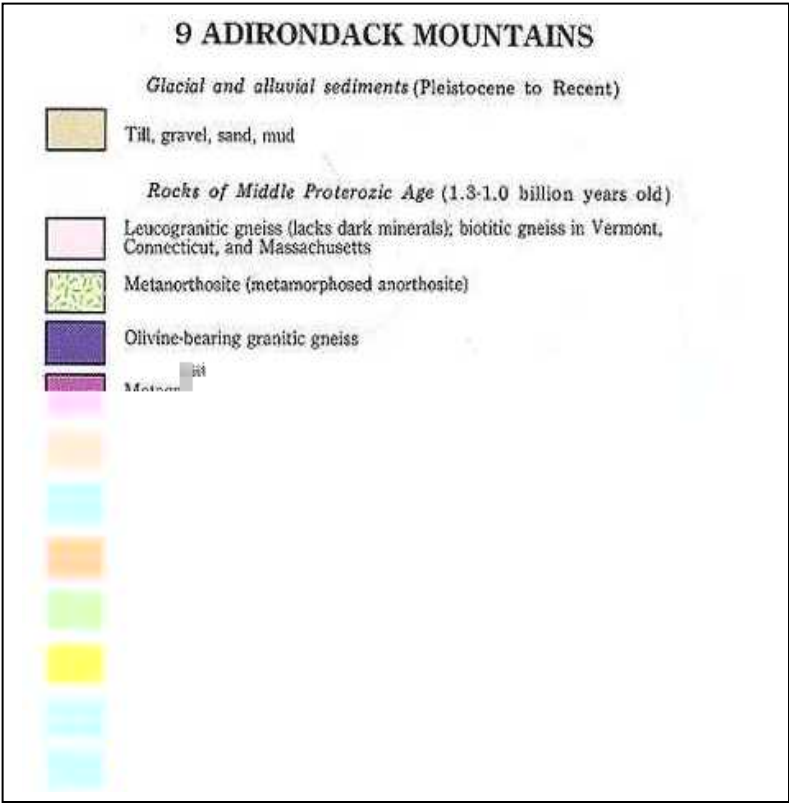 9 ADIRONDACK MOUNTAINS
Glacial and alluvial sediments (Pleistocene to Recent)
Till, gravel, sand, mud
Rocks of Middle Proterozic Age (1.3-1.0 billion years old)
Leucogranitic gneiss (lacks dark minerals); biotitic gneiss in Vermont,
Connecticut, and Massachusetts
Metanorthosite (metamorphosed anorthosite)
Olivine-bearing granitic gneiss